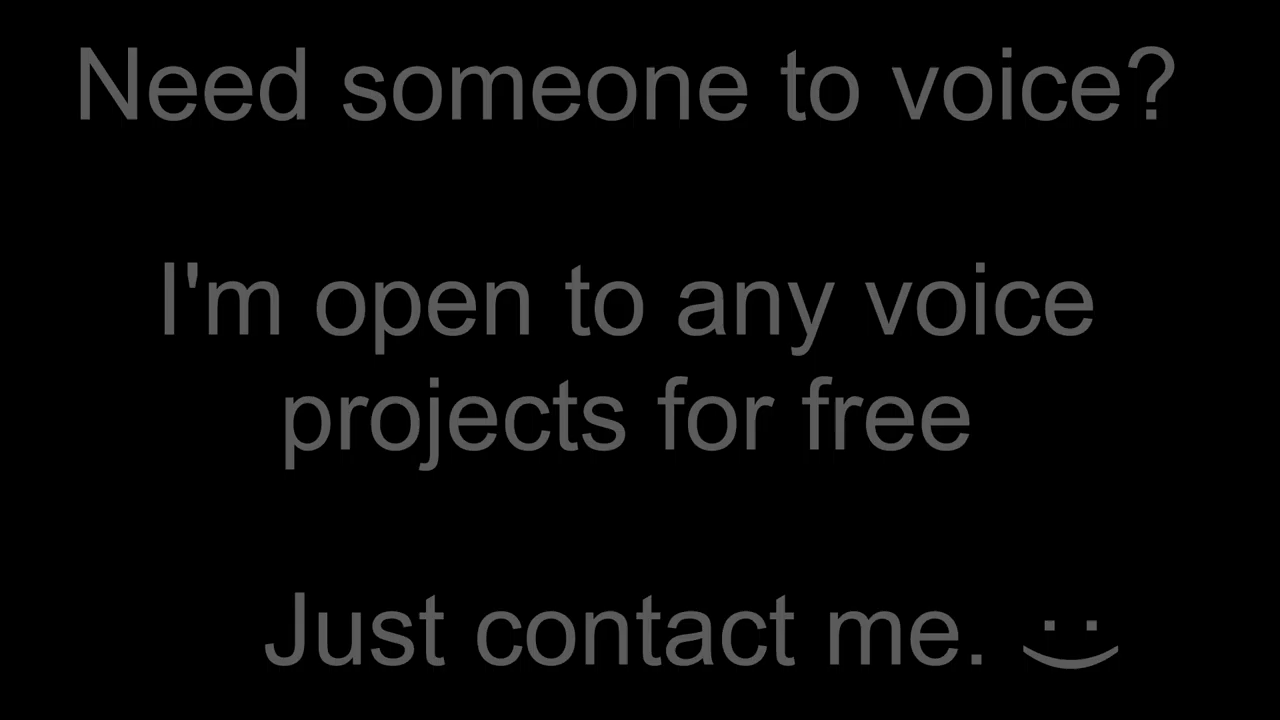 Need someone to voice?
I'm open to any voice
projects for free
Just contact me. :)